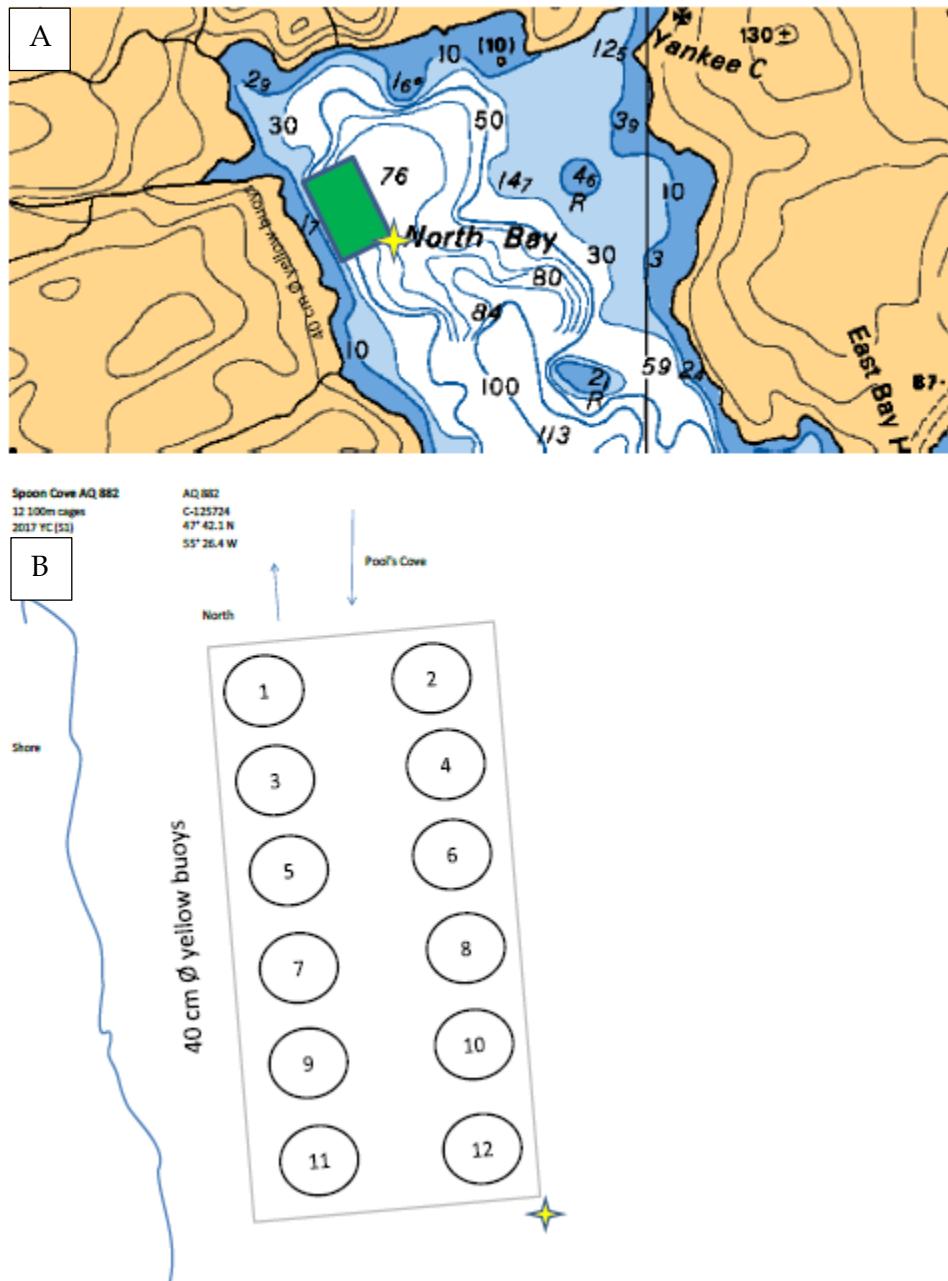 A
10
(10)
12₅
Yankee C
130 (±)
2₉
1₆
30
50
3₉
76
14₇
4₆
R
10
17
North Bay
30
3
40 cm Ø yellow buoys
80
84
10
59
2₄
100
2₁
R
113
East Bay H
87
Spoon Cove AQ 882
12 100m cages
2017 YC (S1)
AQ 882
C-125724
47° 42.1 N
55° 26.4 W
B
Pool's Cove
North
Shore
1
2
3
4
5
6
7
8
9
10
11
12
40 cm Ø yellow buoys